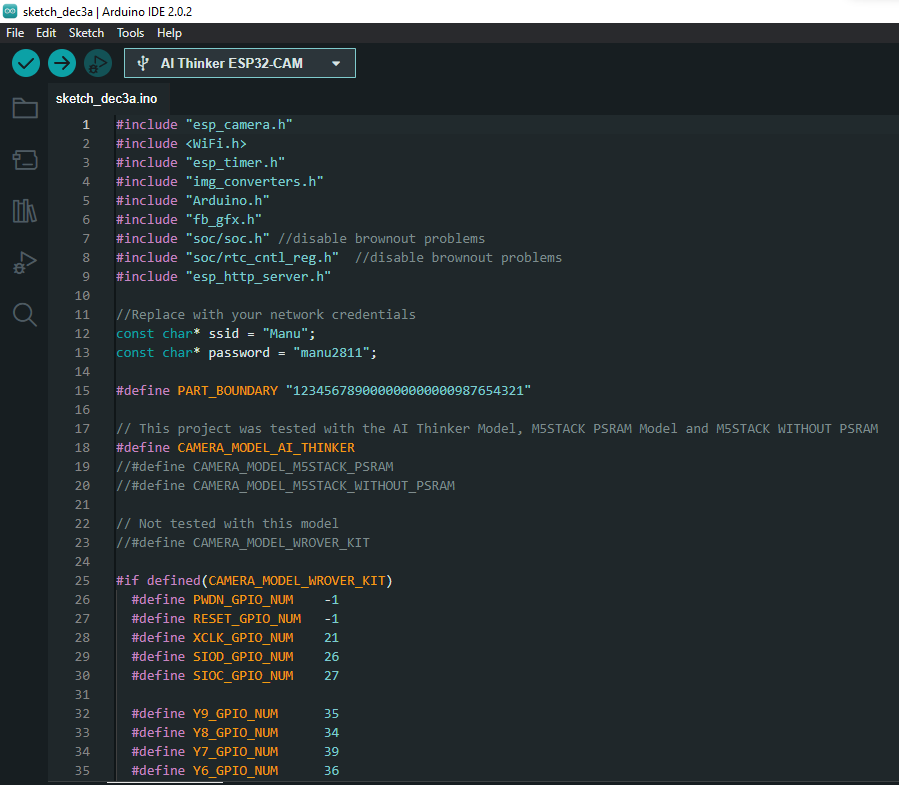 sketch_dec3a | Arduino IDE 2.0.2
File Edit Sketch Tools Help
AI Thinker ESP32-CAM
sketch_dec3a.ino
1 #include "esp_camera.h"
2 #include <WiFi.h>
3 #include "esp_timer.h"
4 #include "img_converters.h"
5 #include "Arduino.h"
6 #include "fb_gfx.h"
7 #include "soc/soc.h" //disable brownout problems
8 #include "soc/rtc_cntl_reg.h"  //disable brownout problems
9 #include "esp_http_server.h"
10
11 //Replace with your network credentials
12 const char* ssid = "Manu";
13 const char* password = "manu2811";
14
15 #define PART_BOUNDARY "123456789000000000000987654321"
16
17 // This project was tested with the AI Thinker Model, M5STACK PSRAM Model and M5STACK WITHOUT PSRAM
18 #define CAMERA_MODEL_AI_THINKER
19 //#define CAMERA_MODEL_M5STACK_PSRAM
20 //#define CAMERA_MODEL_M5STACK_WITHOUT_PSRAM
21
22 // Not tested with this model
23 //#define CAMERA_MODEL_WROVER_KIT
24
25 #if defined(CAMERA_MODEL_WROVER_KIT)
26   #define PWDN_GPIO_NUM    -1
27   #define RESET_GPIO_NUM   -1
28   #define XCLK_GPIO_NUM    21
29   #define SIOD_GPIO_NUM    26
30   #define SIOC_GPIO_NUM    27
31
32   #define Y9_GPIO_NUM      35
33   #define Y8_GPIO_NUM      34
34   #define Y7_GPIO_NUM      39
35   #define Y6_GPIO_NUM      36